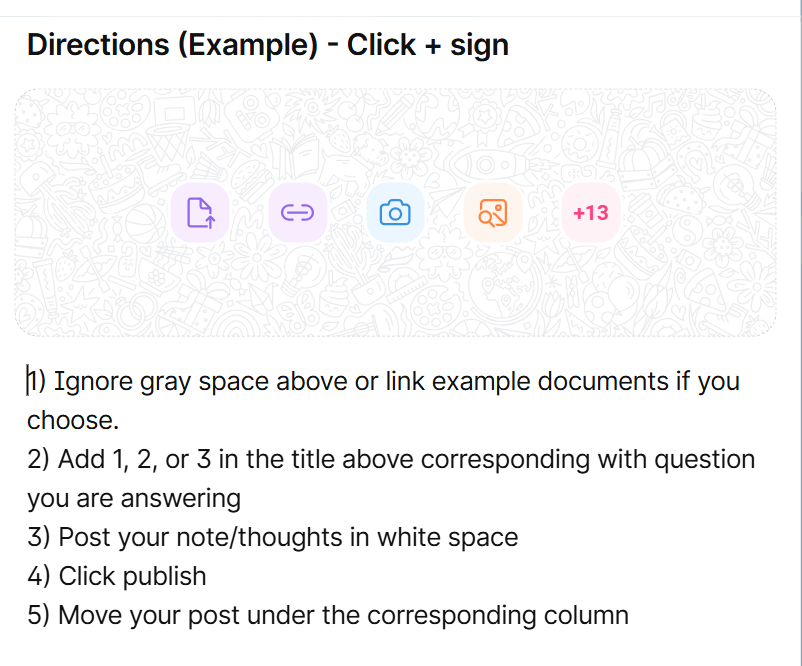 Directions (Example) - Click + sign
+13
1) Ignore gray space above or link example documents if you
choose.
2) Add 1, 2, or 3 in the title above corresponding with question
you are answering
3) Post your note/thoughts in white space
4) Click publish
5) Move your post under the corresponding column